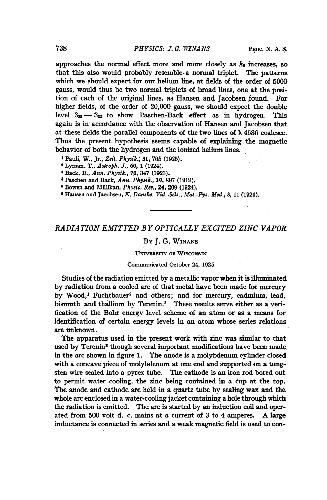 738 PHYSICS: J. G. WINANS PROC. N. A. S.
approaches the normal effect more and more closely as k₂ increases, so
that this also would probably resemble a normal triplet. The patterns
which we should expect for our helium line, at fields of the order of 5000
gauss, would thus be two normal triplets of broad lines, one at the posi-
tion of each of the original lines, as Hansen and Jacobsen found. For
higher fields, of the order of 20,000 gauss, we should expect the double
level to show Paschen-Back effect as in hydrogen. This
again is in accordance with the observation of Hansen and Jacobsen that
at these fields the parallel components of the two lines of λ 4686 coalesce.
Thus the present hypothesis seems capable of explaining the magnetic
behavior of both the hydrogen and the ionized helium lines.
¹ Pauli, W., Jr., Zeit. Physik.; 31, 765 (1925).
² Lyman, T., Astroph. J., 60, 1 (1924).
³ Back, E., Ann. Physik., 70, 347 (1923).
⁴ Paschen and Back, Ann. Physik., 39, 897 (1912).
⁵ Bowen and Millikan, Physic. Rev., 24, 209 (1924).
⁶ Hansen and Jacobsen, K. Danske. Vid. Sels., Mat.-Fys. Med., 3, 11 (1921).
RADIATION EMITTED BY OPTICALLY EXCITED ZINC VAPOR
BY J. G. WINANS
UNIVERSITY OF WISCONSIN
Communicated October 24, 1925
Studies of the radiation emitted by a metallic vapor when it is illuminated
by radiation from a cooled arc of that metal have been made for mercury
by Wood,¹ Füchtbauer² and others; and for mercury, cadmium, lead,
bismuth and thallium by Terenin.³ These results serve either as a veri-
fication of the Bohr energy level scheme of an atom or as a means for
identification of certain energy levels in an atom whose series relations
are unknown.
The apparatus used in the present work with zinc was similar to that
used by Terenin³ though several important modifications have been made
in the arc shown in figure 1. The anode is a molybdenum cylinder closed
with a concave piece of molybdenum at one end and supported on a tung-
sten wire sealed into a pyrex tube. The cathode is an iron rod bored out
to permit water cooling, the zinc being contained in a cup at the top.
The anode and cathode are held in a quartz tube by sealing wax and the
whole are enclosed in a water-cooling jacket containing a hole through which
the radiation is emitted. The arc is started by an induction coil and oper-
ated from 500 volt d. c. mains at a current of 3 to 4 amperes. A large
inductance is connected in series and a weak magnetic field is used to con-